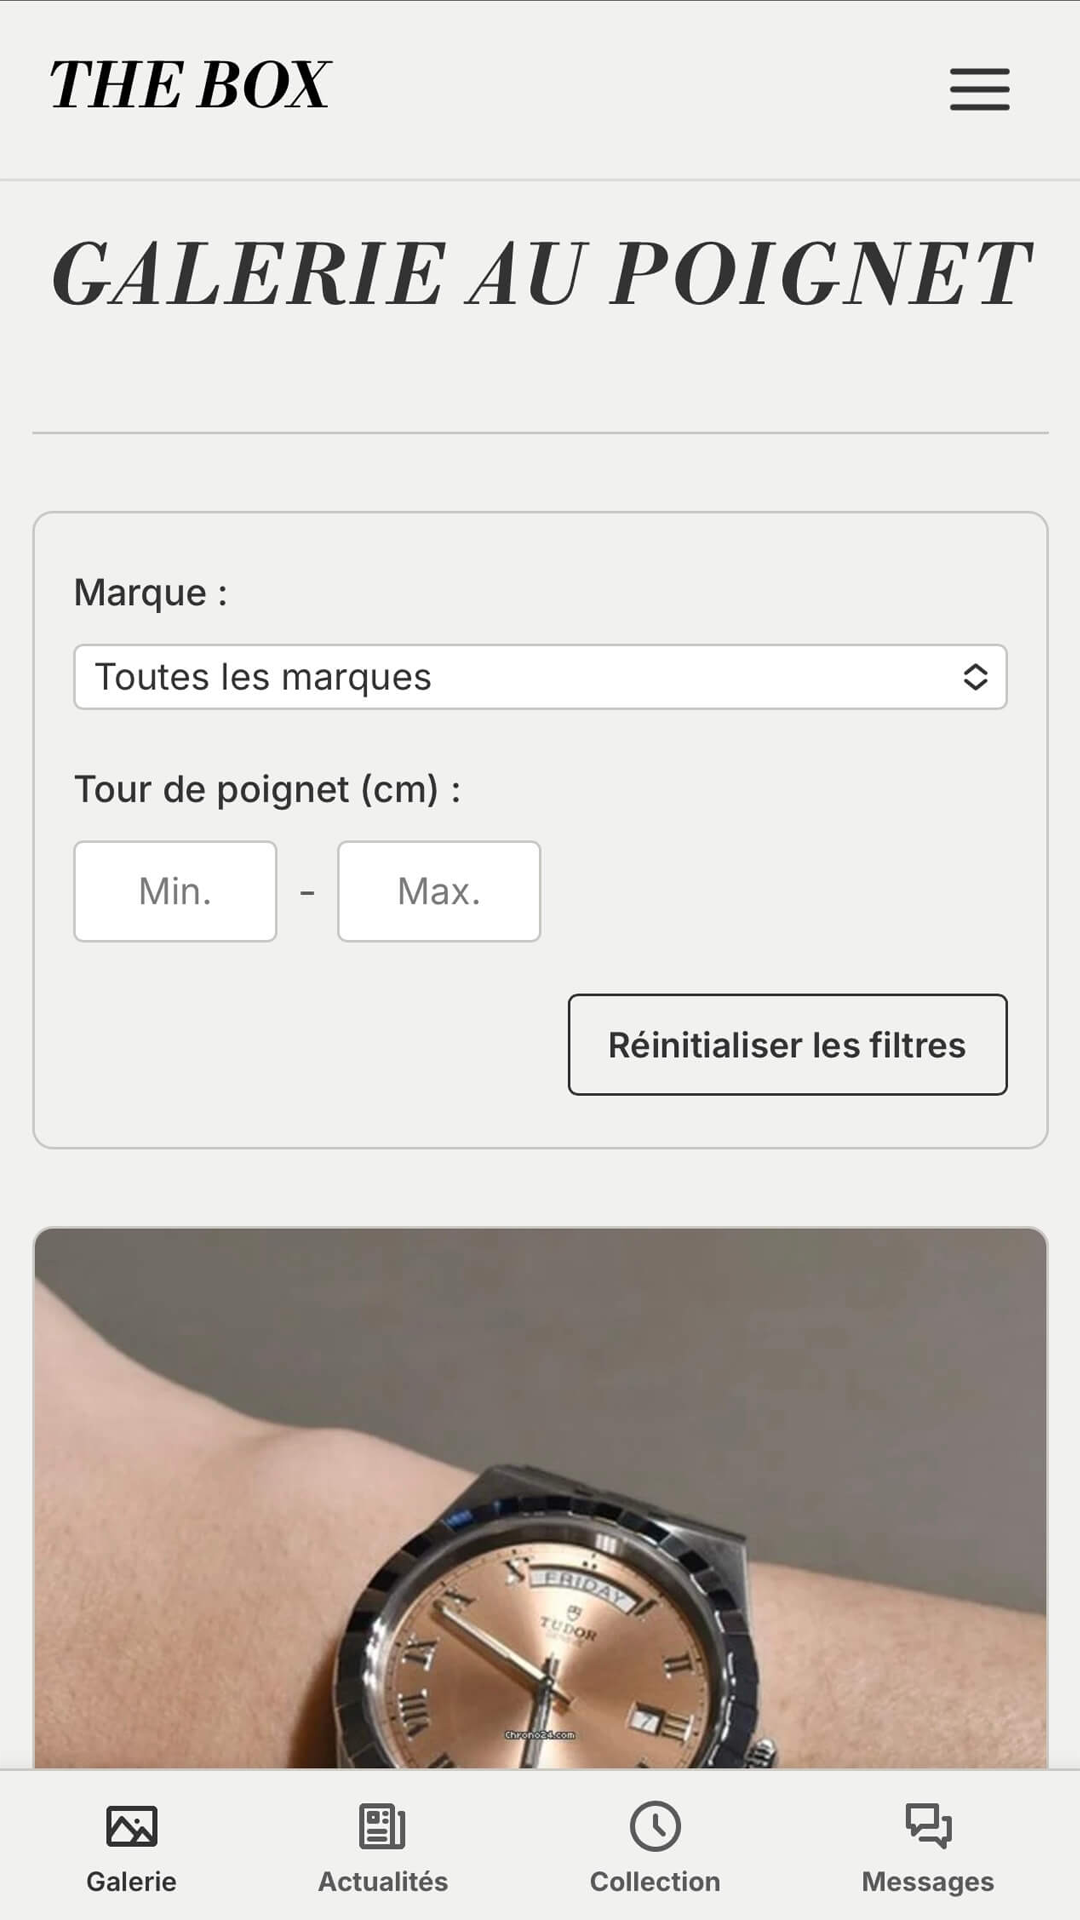 THE BOX
GALERIE AU POIGNET
Marque :
Toutes les marques
Tour de poignet (cm) :
Min. - Max.
Réinitialiser les filtres
FRIDAY
TUDOR
7
Chrono24.com
Galerie Actualités Collection Messages